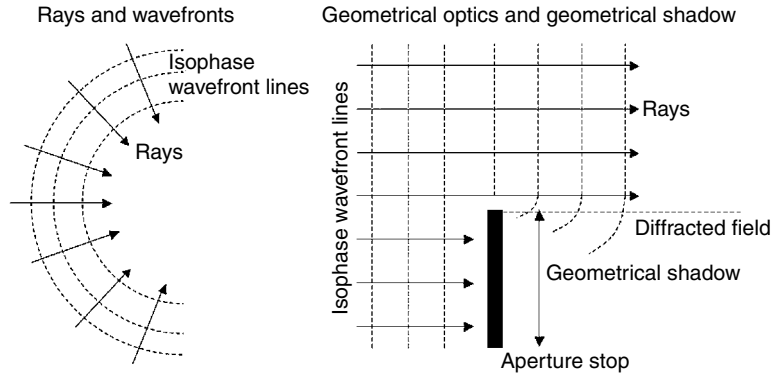 Rays and wavefronts
Isophase
wavefront lines
Rays
Geometrical optics and geometrical shadow
Isophase wavefront lines
Rays
Diffracted field
Geometrical shadow
Aperture stop